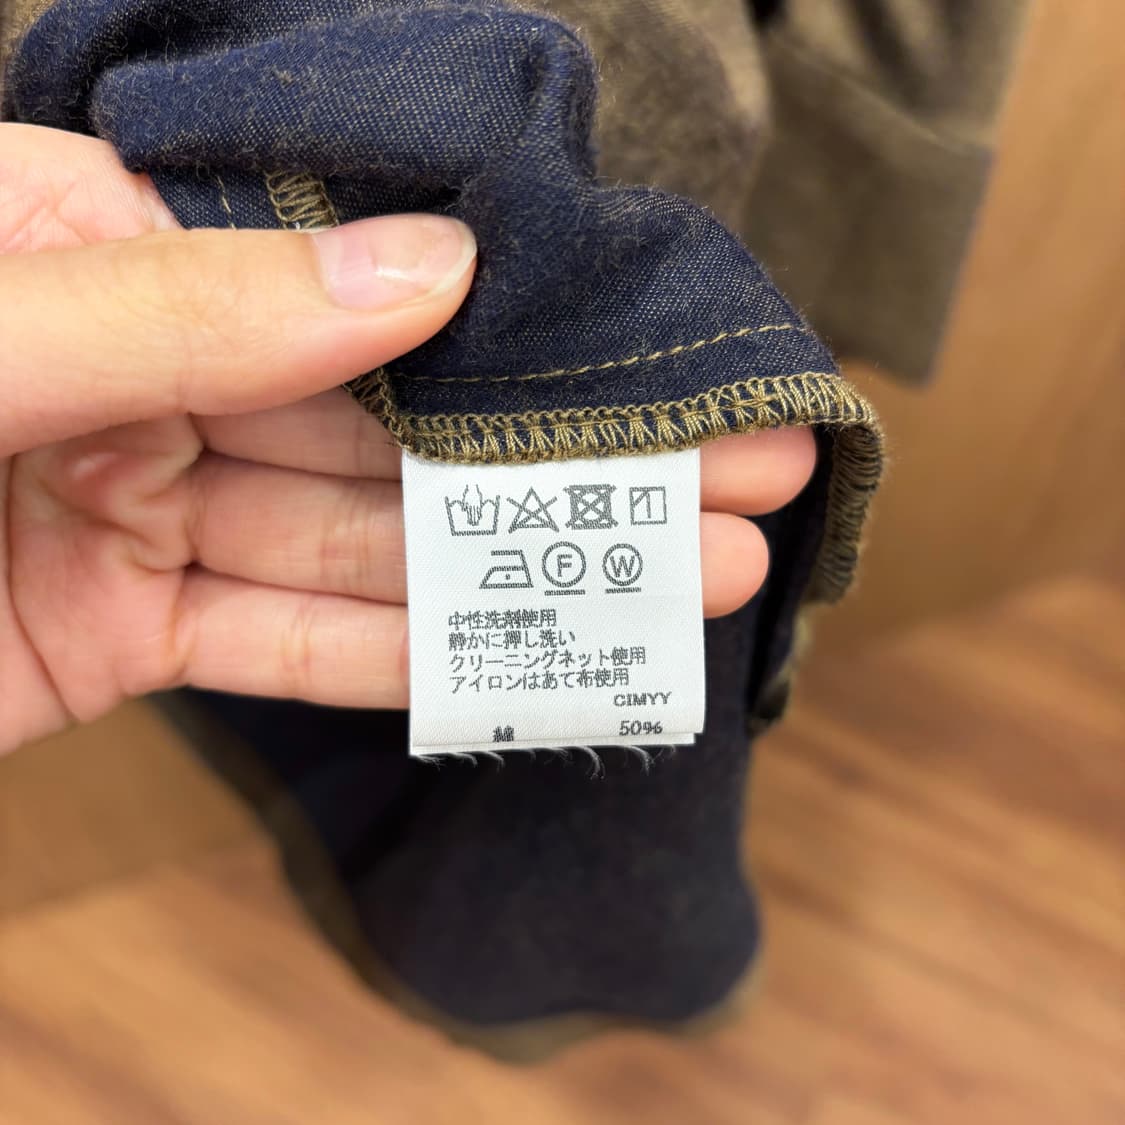 F W
中性洗剤使用
静かに押し洗い
クリーニングネット使用
アイロンはあて布使用
CIMYY
50%